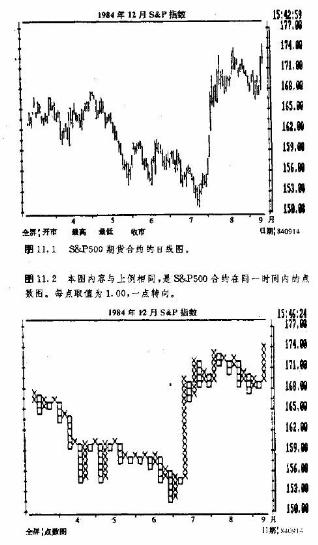 1984 年 12 月 S&P 指数
15:42:59
177.00
174.00
171.00
168.00
165.00
162.00
159.00
156.00
153.00
150.00
4 5 6 7 8 9 月
全屏 开市 最高 最低 收市
日期 840914
图 11.1 S&P500 期货合约的日线图。
图 11.2 本图内容与上例相同,是 S&P500 合约在同一时间内的点
数图。每点取值为 1.00,一点转向。
1984 年 12 月 S&P 指数
15:46:24
177.00
174.00
171.00
168.00
165.00
162.00
159.00
156.00
153.00
150.00
4 5 6 7 8 9 月
全屏 点数图
日期 840914